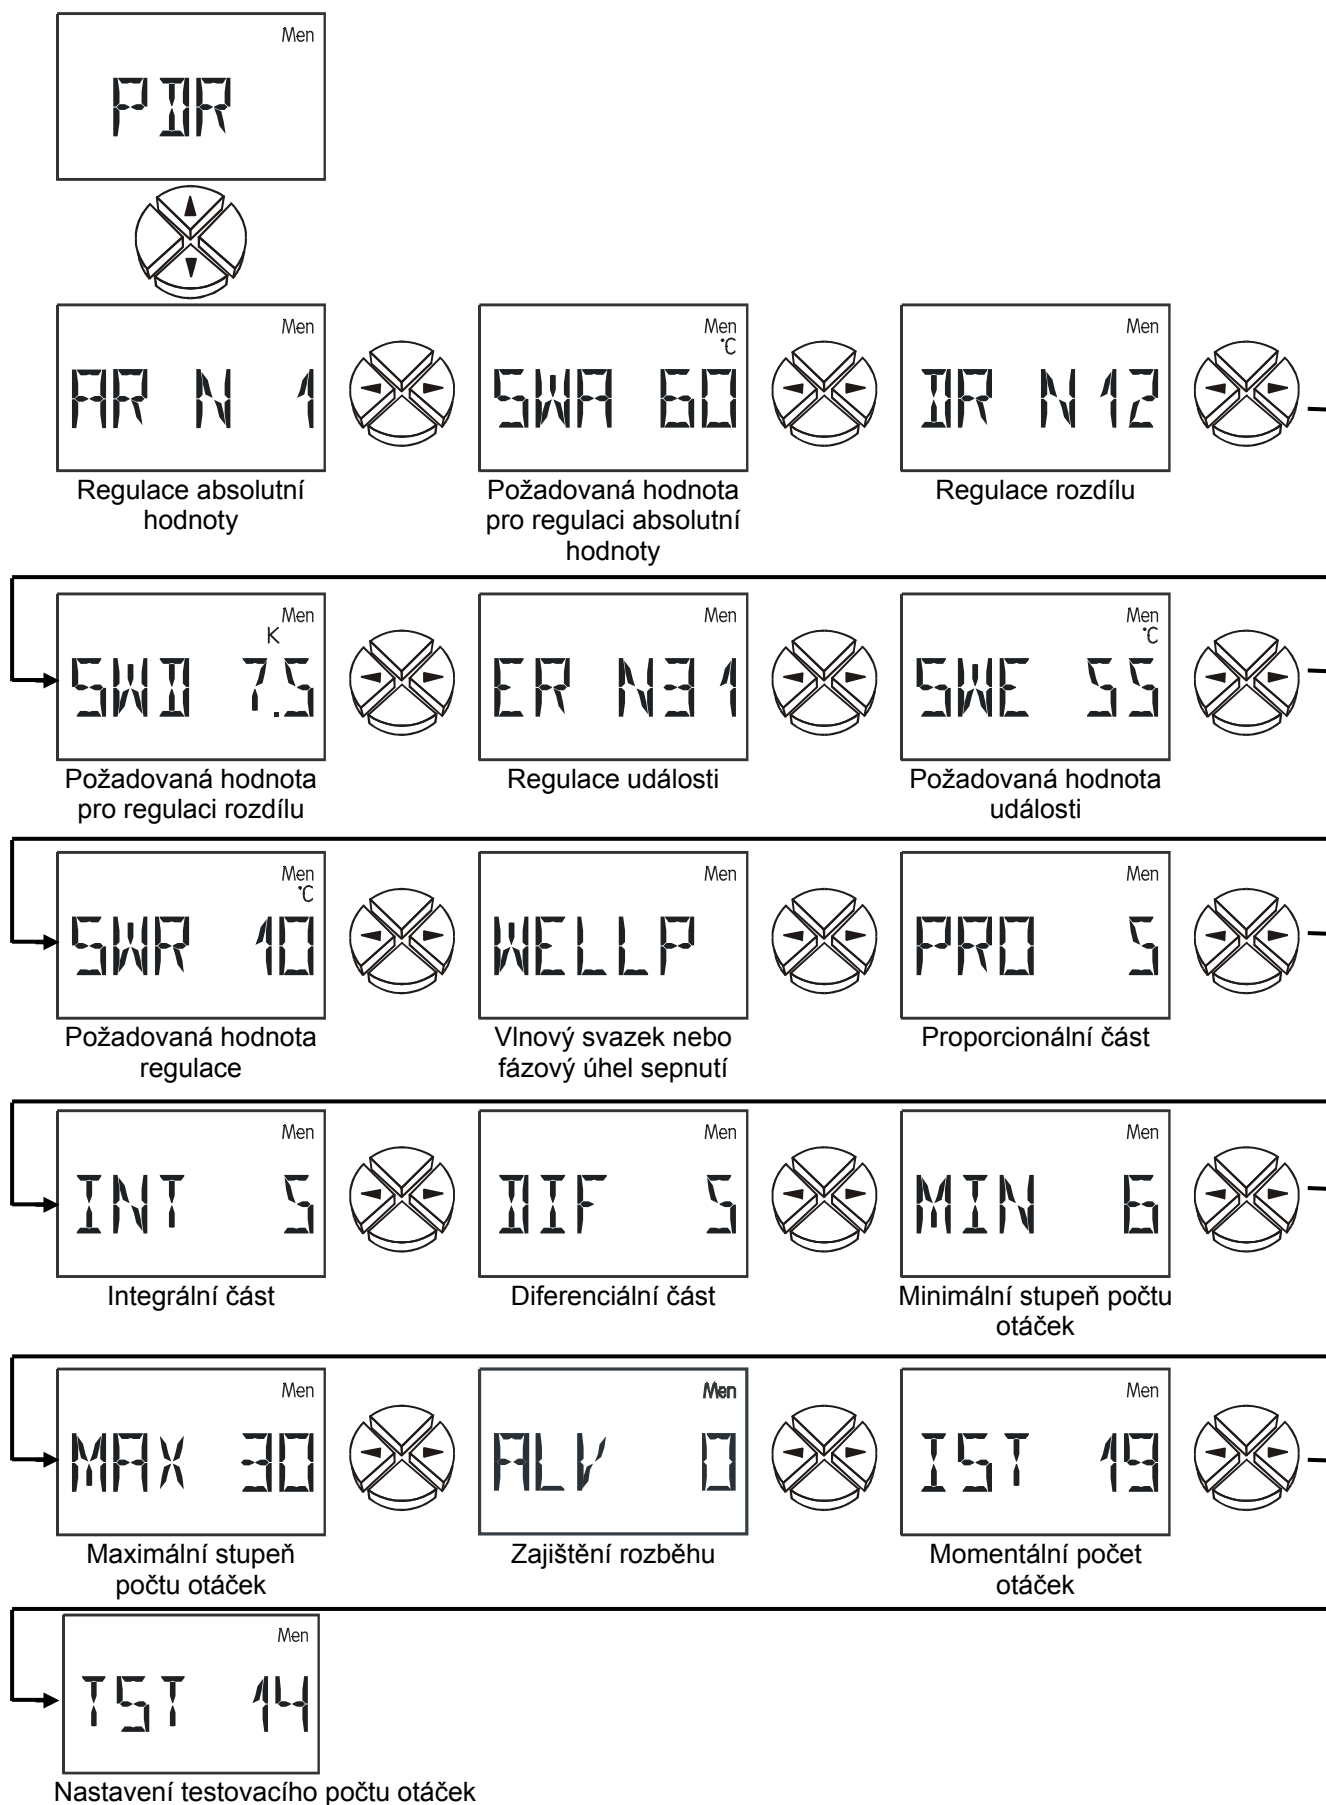 Men
PDR
Men
AR N 1
Regulace absolutní
hodnoty
Men
°C
SWA 60
Požadovaná hodnota
pro regulaci absolutní
hodnoty
Men
DR N12
Regulace rozdílu
Men
K
SWD 7.5
Požadovaná hodnota
pro regulaci rozdílu
Men
ER N31
Regulace události
Men
°C
SWE 55
Požadovaná hodnota
události
Men
°C
SWR 10
Požadovaná hodnota
regulace
Men
WELLP
Vlnový svazek nebo
fázový úhel sepnutí
Men
PRO 5
Proporcionální část
Men
INT 5
Integrální část
Men
DIF 5
Diferenciální část
Men
MIN 6
Minimální stupeň počtu
otáček
Men
MAX 30
Maximální stupeň
počtu otáček
Men
ALV 0
Zajištění rozběhu
Men
IST 19
Momentální počet
otáček
Men
TST 14
Nastavení testovacího počtu otáček